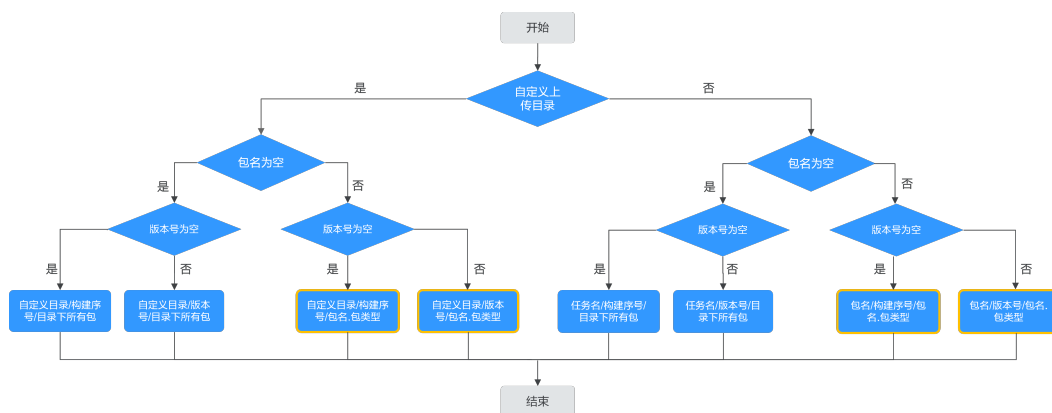 开始
自定义上
传目录
是
否
包名为空
包名为空
是
否
是
否
版本号为空
版本号为空
版本号为空
版本号为空
是
否
是
否
是
否
是
否
自定义目录/构建序
号/目录下所有包
自定义目录/版本
号/目录下所有包
自定义目录/构建序
号/包名.包类型
自定义目录/版本
号/包名.包类型
任务名/构建序号/
目录下所有包
任务名/版本号/目
录下所有包
包名/构建序号/包
名.包类型
包名/版本号/包名.
包类型
结束